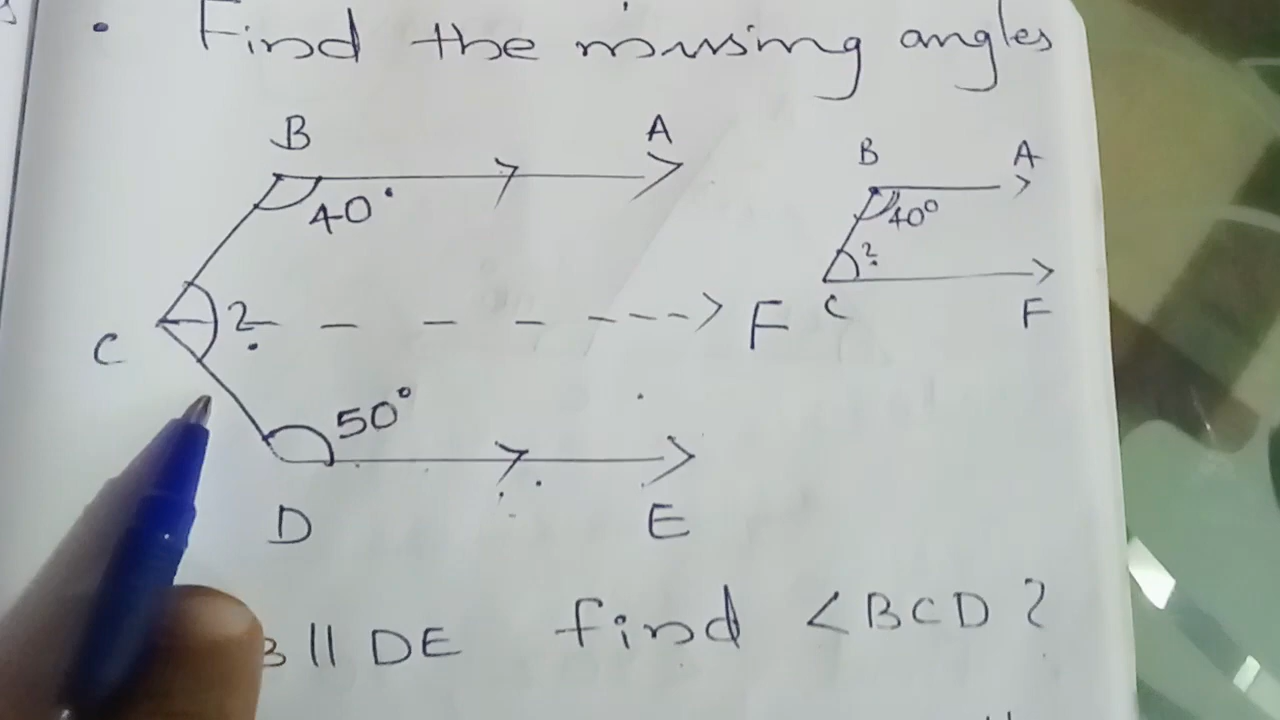 Find the missing angles
B A
40°
C ? F
50°
D E
B A
40°
?
C F
B || DE find <BCD?